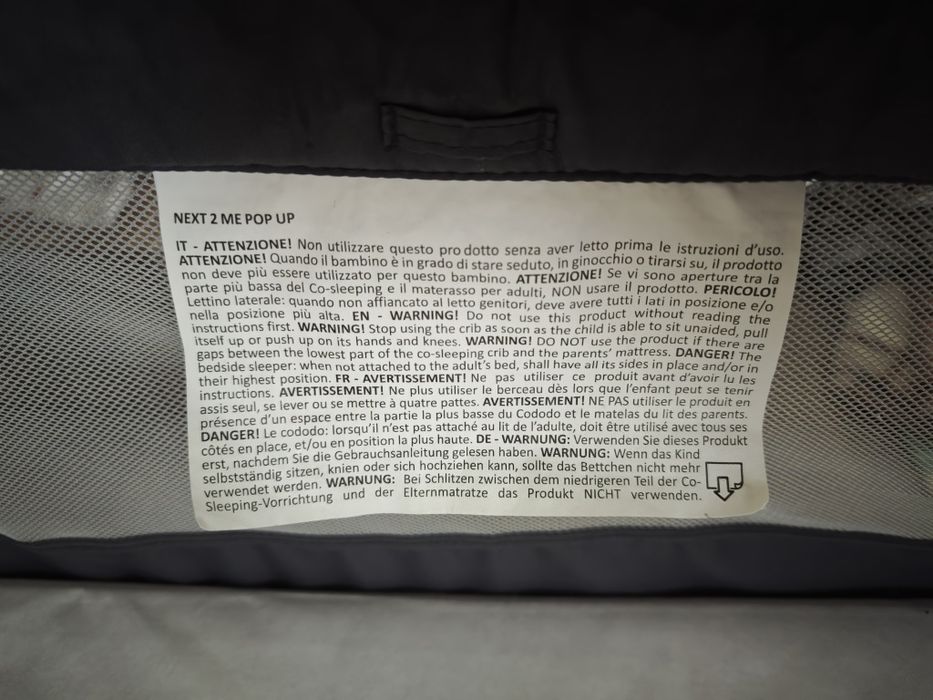 NEXT 2 ME POP UP
IT - ATTENZIONE! Non utilizzare questo prodotto senza aver letto prima le istruzioni d'uso.
ATTENZIONE! Quando il bambino è in grado di stare seduto, in ginocchio o tirarsi su, il prodotto
non deve più essere utilizzato per questo bambino. ATTENZIONE! Se vi sono aperture tra la
parte più bassa del Co-sleeping e il materasso per adulti, NON usare il prodotto. PERICOLO!
Lettino laterale: quando non affiancato al letto genitori, deve avere tutti i lati in posizione e/o
nella posizione più alta. EN - WARNING! Do not use this product without reading the
instructions first. WARNING! Stop using the crib as soon as the child is able to sit unaided, pull
itself up or push up on its hands and knees. WARNING! DO NOT use the product if there are
gaps between the lowest part of the co-sleeping crib and the parents' mattress. DANGER! The
bedside sleeper: when not attached to the adult's bed, shall have all its sides in place and/or in
their highest position. FR - AVERTISSEMENT! Ne pas utiliser ce produit avant d'avoir lu les
instructions. AVERTISSEMENT! Ne plus utiliser le berceau dès lors que l'enfant peut se tenir
assis seul, se lever ou se mettre à quatre pattes. AVERTISSEMENT! NE PAS utiliser le produit en
présence d'un espace entre la partie la plus basse du Cododo et le matelas du lit des parents.
DANGER! Le cododo: lorsqu'il n'est pas attaché au lit de l'adulte, doit être utilisé avec tous ses
côtés en place, et/ou en position la plus haute. DE - WARNUNG: Verwenden Sie dieses Produkt
erst, nachdem Sie die Gebrauchsanleitung gelesen haben. WARNUNG: Wenn das Kind
selbstständig sitzen, knien oder sich hochziehen kann, sollte das Bettchen nicht mehr
verwendet werden. WARNUNG: Bei Schlitzen zwischen dem niedrigeren Teil der Co-
Sleeping-Vorrichtung und der Elternmatratze das Produkt NICHT verwenden.